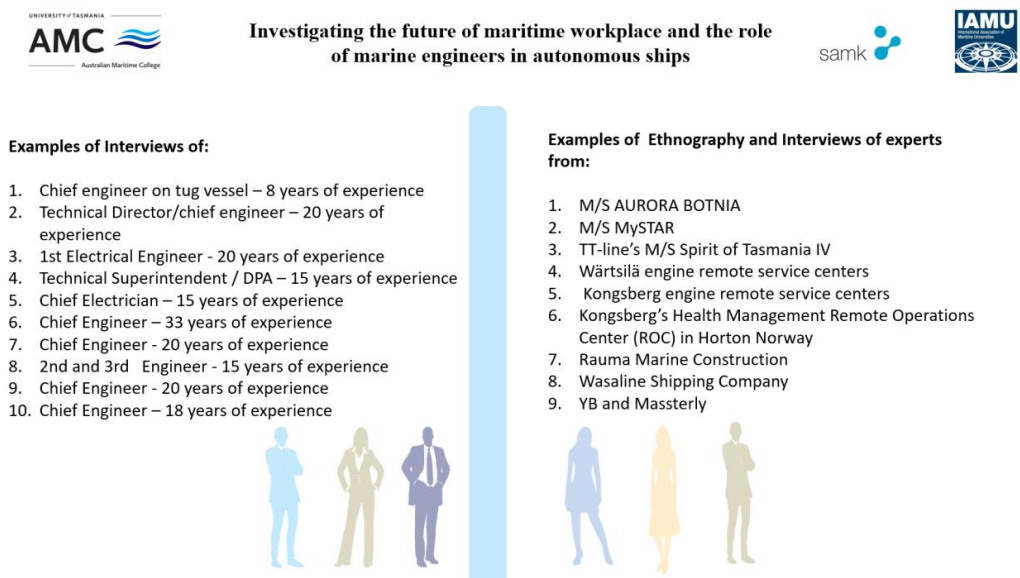 UNIVERSITY of TASMANIA
AMC
Australian Maritime College
Investigating the future of maritime workplace and the role
of marine engineers in autonomous ships
samk
IAMU
International Association of
Maritime Universities
Examples of Interviews of:
1. Chief engineer on tug vessel – 8 years of experience
2. Technical Director/chief engineer – 20 years of
experience
3. 1st Electrical Engineer - 20 years of experience
4. Technical Superintendent / DPA – 15 years of experience
5. Chief Electrician – 15 years of experience
6. Chief Engineer – 33 years of experience
7. Chief Engineer - 20 years of experience
8. 2nd and 3rd Engineer - 15 years of experience
9. Chief Engineer - 20 years of experience
10. Chief Engineer – 18 years of experience
Examples of Ethnography and Interviews of experts
from:
1. M/S AURORA BOTNIA
2. M/S MySTAR
3. TT-line’s M/S Spirit of Tasmania IV
4. Wärtsilä engine remote service centers
5. Kongsberg engine remote service centers
6. Kongsberg’s Health Management Remote Operations
Center (ROC) in Horton Norway
7. Rauma Marine Construction
8. Wasaline Shipping Company
9. YB and Massterly